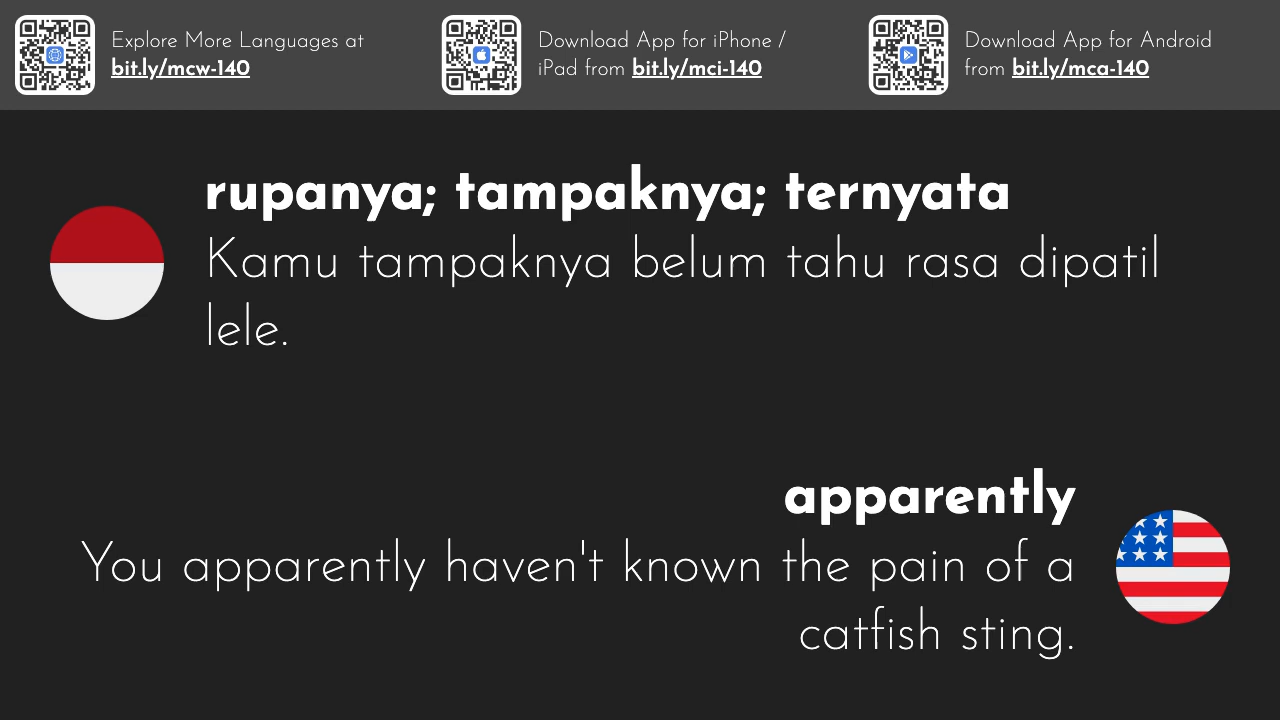 Explore More Languages at
bit.ly/mcw-140
Download App for iPhone /
iPad from bit.ly/mci-140
Download App for Android
from bit.ly/mca-140
rupanya; tampaknya; ternyata
Kamu tampaknya belum tahu rasa dipatil
lele.
apparently
You apparently haven't known the pain of a
catfish sting.